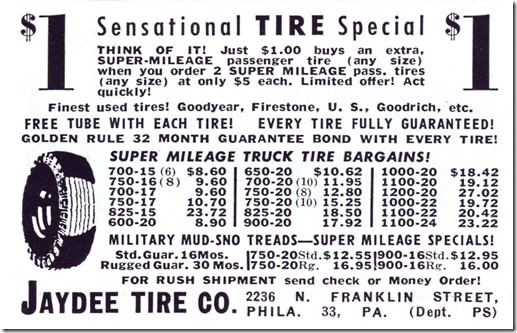 $1 Sensational TIRE Special $1
THINK OF IT! Just $1.00 buys an extra,
SUPER-MILEAGE passenger tire (any size)
when you order 2 SUPER MILEAGE pass. tires
(any size) at only $5 each. Limited offer! Act
quickly!
Finest used tires! Goodyear, Firestone, U. S., Goodrich, etc.
FREE TUBE WITH EACH TIRE! EVERY TIRE FULLY GUARANTEED!
GOLDEN RULE 32 MONTH GUARANTEE BOND WITH EVERY TIRE!
SUPER MILEAGE TRUCK TIRE BARGAINS!
700-15 (6) $8.60 650-20 $10.62 1000-20 $18.42
750-16 (8) 9.60 700-20 (10) 11.95 1100-20 19.12
700-17 9.60 750-20 (8) 12.80 1200-20 27.02
750-17 10.70 750-20 (10) 15.25 1000-22 19.72
825-15 23.72 825-20 18.50 1100-22 20.42
600-20 8.90 900-20 17.92 1100-24 23.22
MILITARY MUD-SNO TREADS—SUPER MILEAGE SPECIALS!
Std. Guar. 16 Mos. 750-20 Std. $12.55 900-16 Std. $12.95
Rugged Guar. 30 Mos. 750-20 Rg. 16.95 900-16 Rg. 16.00
FOR RUSH SHIPMENT send check or Money Order!
JAYDEE TIRE CO. 2236 N. FRANKLIN STREET,
PHILA. 33, PA. (Dept. PS)